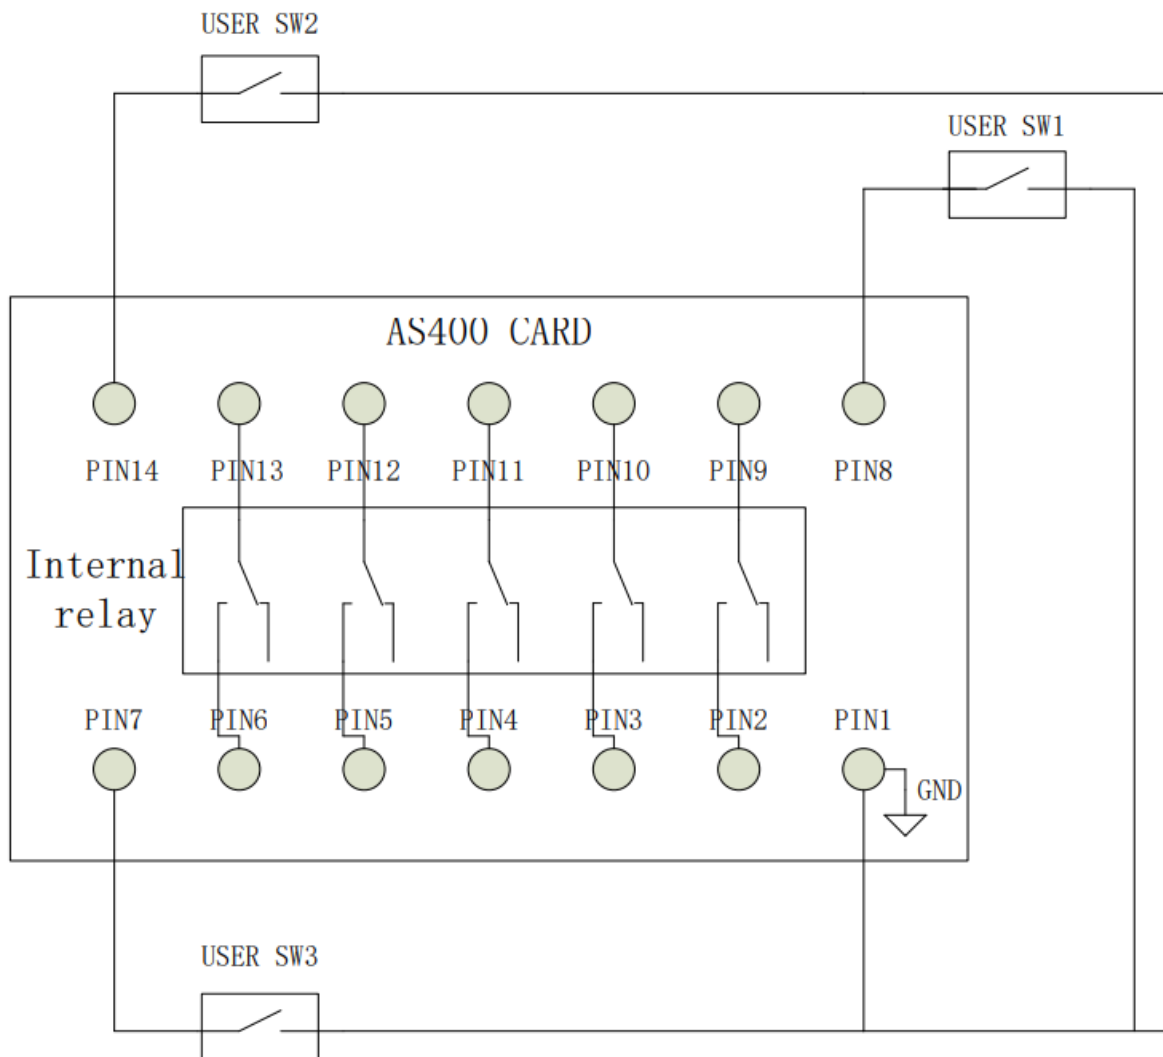 USER SW2
USER SW1
AS400 CARD
PIN14 PIN13 PIN12 PIN11 PIN10 PIN9 PIN8
Internal
relay
PIN7 PIN6 PIN5 PIN4 PIN3 PIN2 PIN1
GND
USER SW3